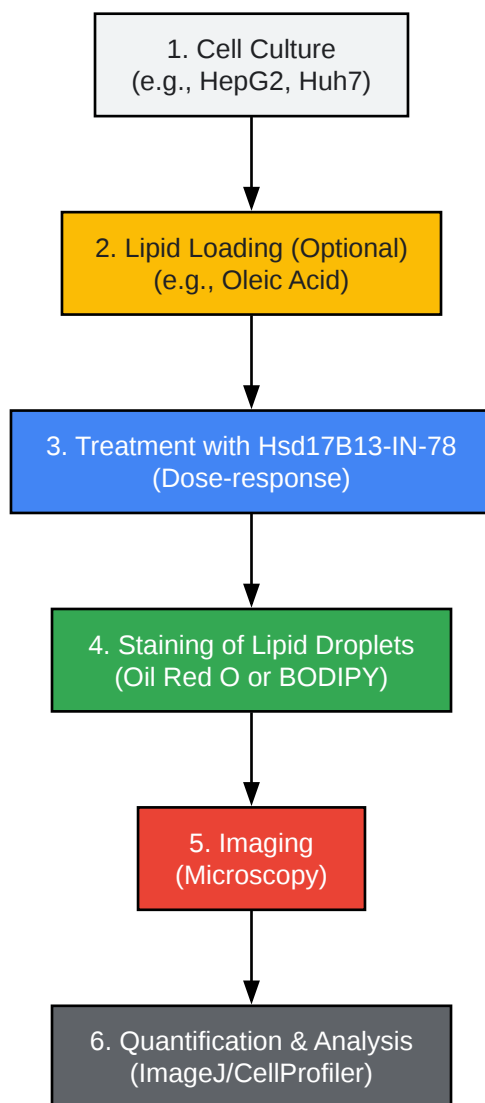 1. Cell Culture
(e.g., HepG2, Huh7)
2. Lipid Loading (Optional)
(e.g., Oleic Acid)
3. Treatment with Hsd17B13-IN-78
(Dose-response)
4. Staining of Lipid Droplets
(Oil Red O or BODIPY)
5. Imaging
(Microscopy)
6. Quantification & Analysis
(ImageJ/CellProfiler)